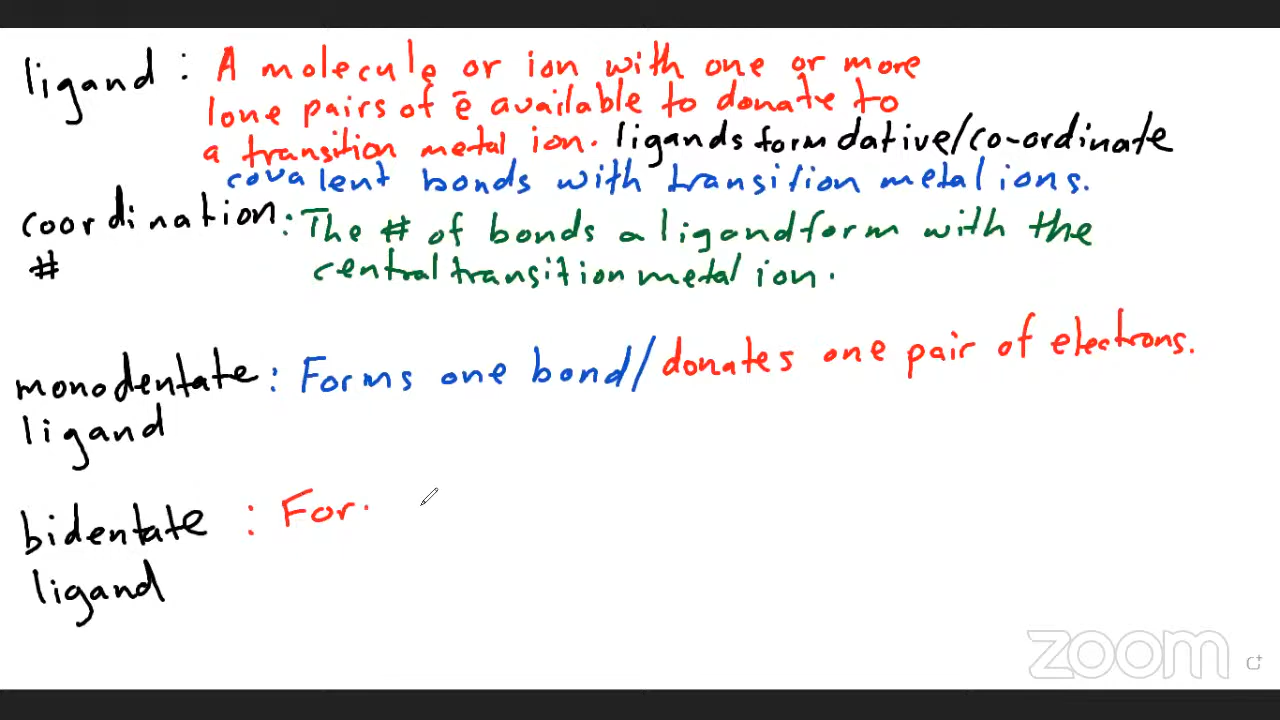 ligand : A molecule or ion with one or more
lone pairs of ē available to donate to
a transition metal ion. ligands form dative/co-ordinate
covalent bonds with transition metal ions.
coordination : The # of bonds a ligand form with the
# central transition metal ion.
monodentate : Forms one bond/donates one pair of electrons.
ligand
bidentate : For.
ligand
zoom